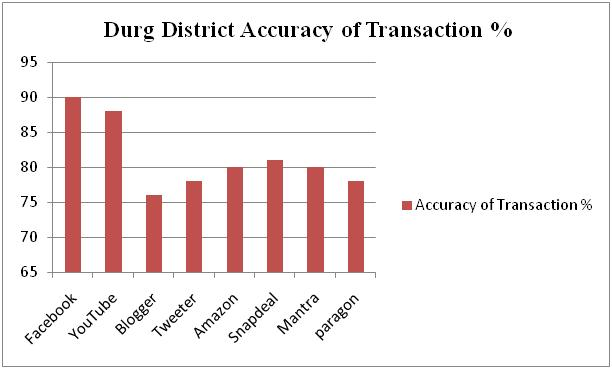 Durg District Accuracy of Transaction %
95
90
85
80
75
70
65
Facebook
YouTube
Blogger
Tweeter
Amazon
Snapdeal
Mantra
paragon
Accuracy of Transaction %